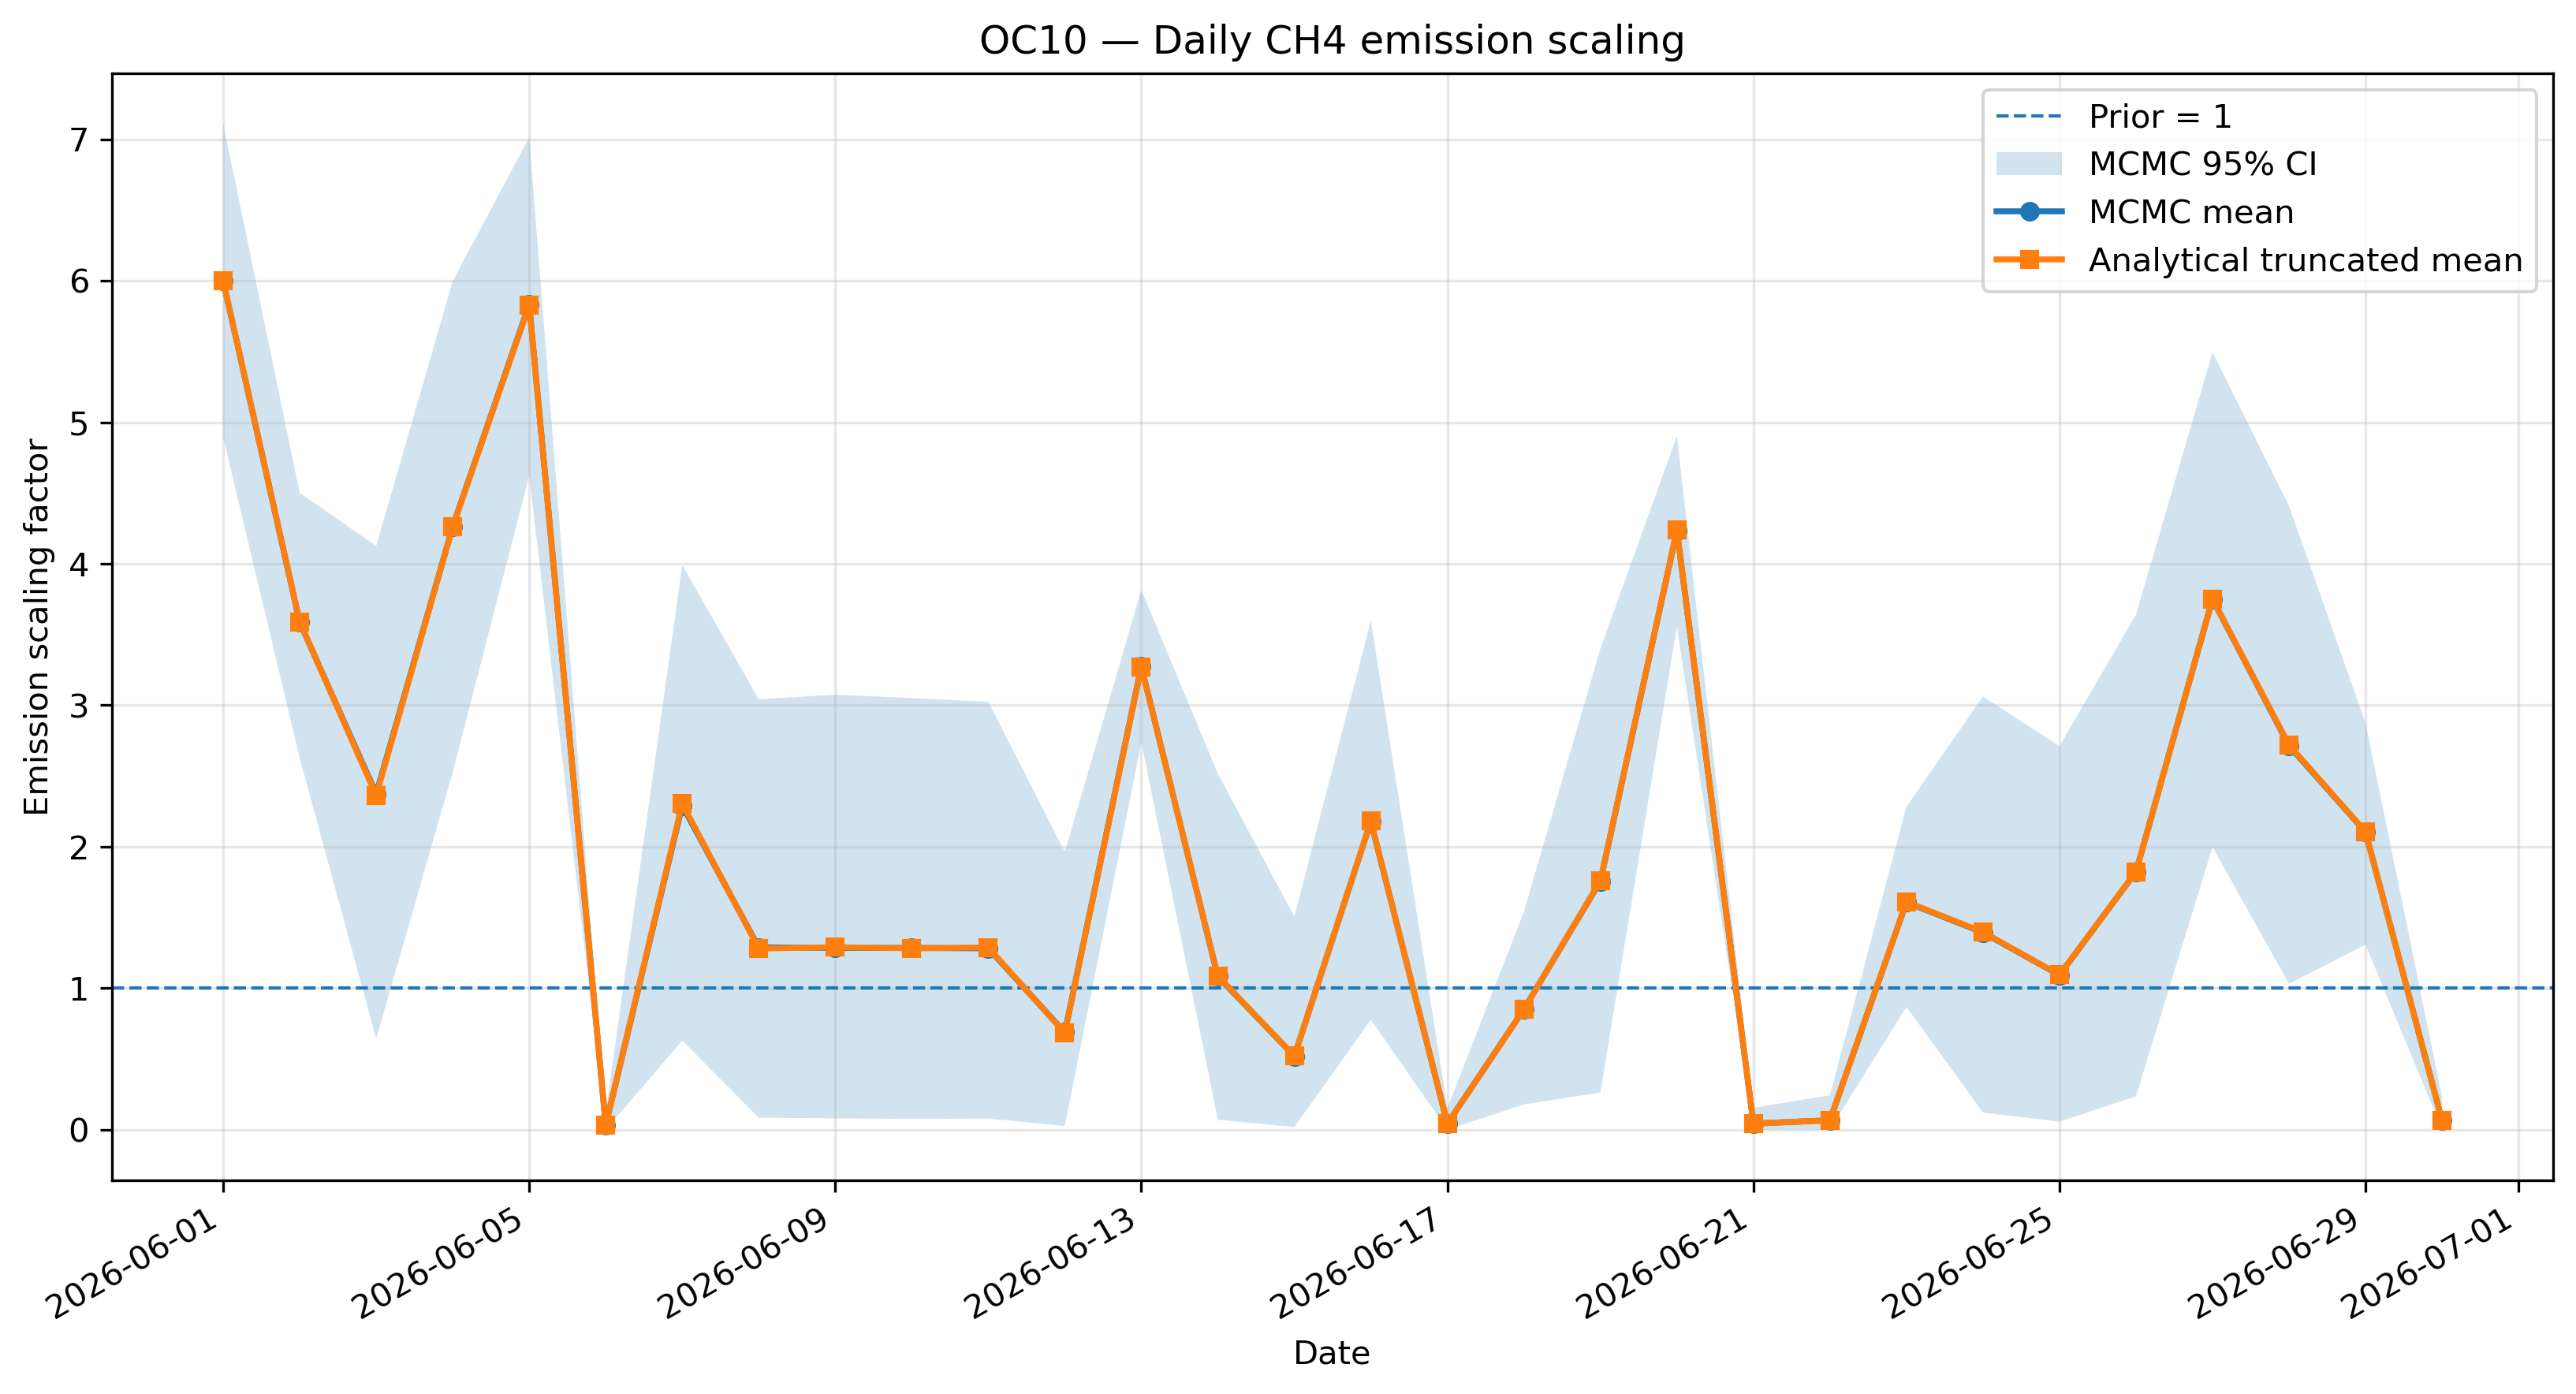 OC10 — Daily CH4 emission scaling
Prior = 1
MCMC 95% CI
MCMC mean
Analytical truncated mean
Emission scaling factor
7
6
5
4
3
2
1
0
2026-06-01
2026-06-05
2026-06-09
2026-06-13
2026-06-17
2026-06-21
2026-06-25
2026-06-29
2026-07-01
Date